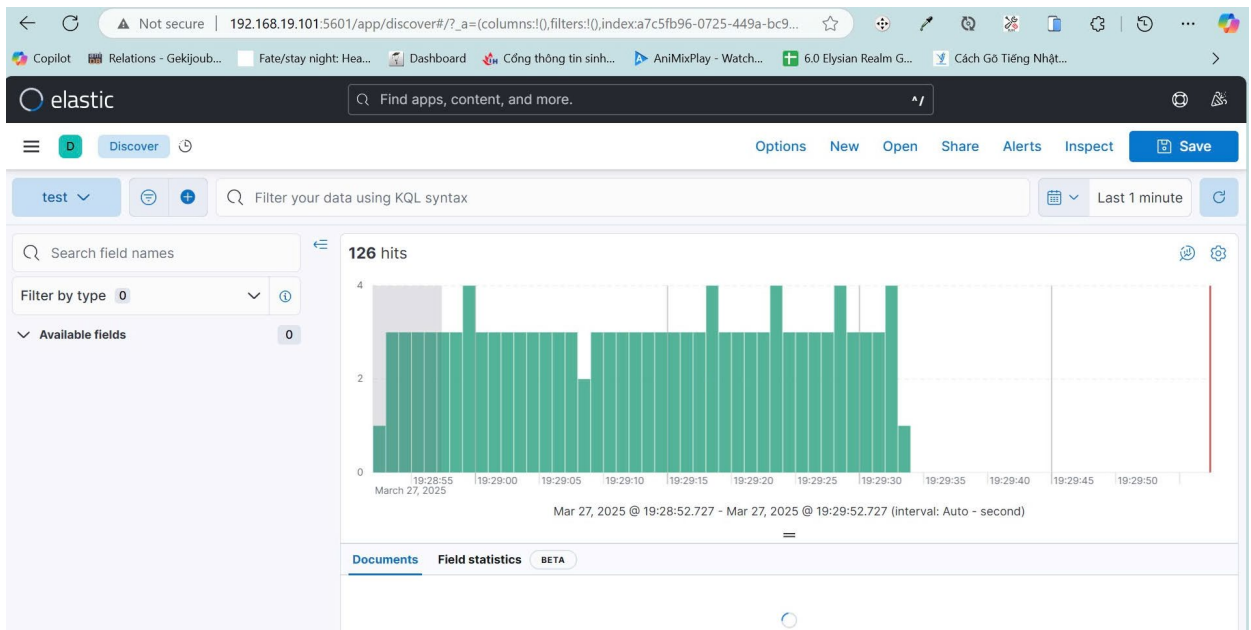 Not secure 192.168.19.101:5601/app/discover#/?_a=(columns:!(),filters:!(),index:a7c5fb96-0725-449a-bc9...
Copilot Relations - Gekijoub... Fate/stay night: Hea... Dashboard Cổng thông tin sinh... AniMixPlay - Watch... 6.0 Elysian Realm G... Cách Gõ Tiếng Nhật...
elastic Find apps, content, and more. ^/
D Discover Options New Open Share Alerts Inspect Save
test Filter your data using KQL syntax Last 1 minute
Search field names
126 hits
Filter by type 0
Available fields 0
4
2
0
19:28:55 19:29:00 19:29:05 19:29:10 19:29:15 19:29:20 19:29:25 19:29:30 19:29:35 19:29:40 19:29:45 19:29:50
March 27, 2025
Mar 27, 2025 @ 19:28:52.727 - Mar 27, 2025 @ 19:29:52.727 (interval: Auto - second)
Documents Field statistics BETA